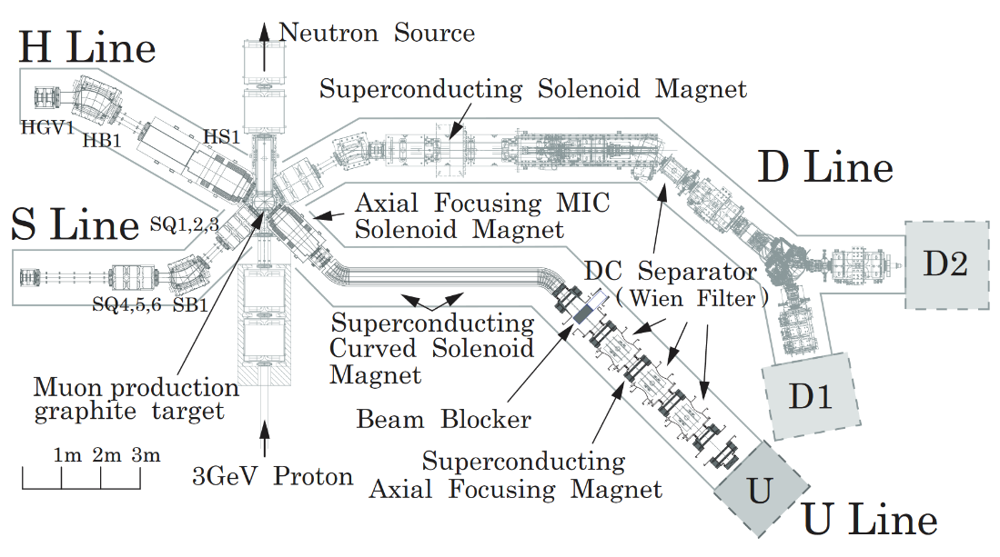 Neutron Source
H Line
Superconducting Solenoid Magnet
HGV1
HB1
HS1
D Line
Axial Focusing MIC
Solenoid Magnet
S Line
SQ1,2,3
D2
DC Separator
(Wien Filter)
SQ4,5,6
SB1
Superconducting
Curved Solenoid
Magnet
Muon production
graphite target
D1
Beam Blocker
1m 2m 3m
3GeV Proton
Superconducting
Axial Focusing Magnet
U
U Line